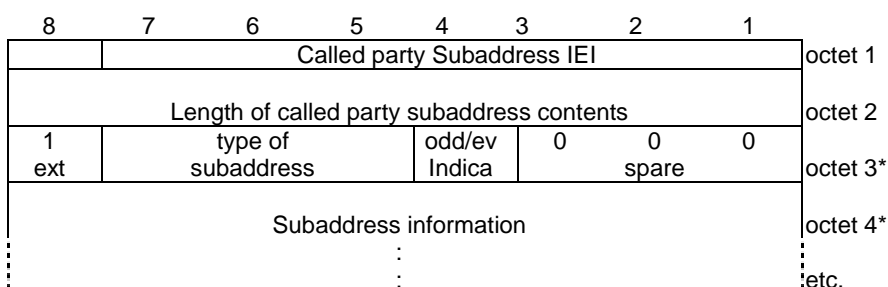 8 7 6 5 4 3 2 1
Called party Subaddress IEI octet 1
Length of called party subaddress contents octet 2
1 type of odd/ev 0 0 0
ext subaddress Indica spare octet 3*
Subaddress information octet 4*
:
: etc.